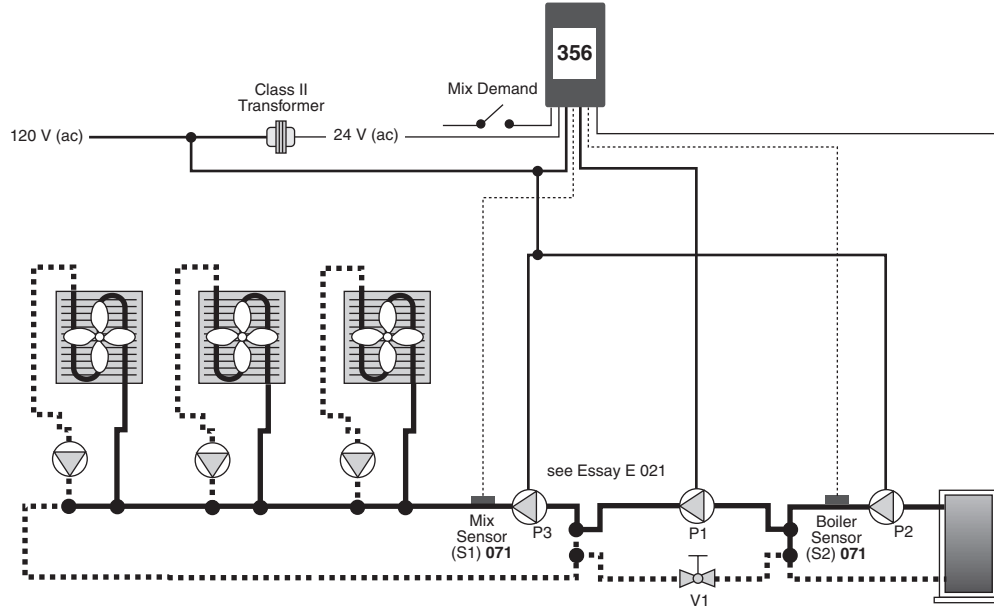 356
Class II
Transformer
Mix Demand
120 V (ac)
24 V (ac)
see Essay E 021
P3
P1
P2
Mix
Sensor
(S1) 071
Boiler
Sensor
(S2) 071
V1